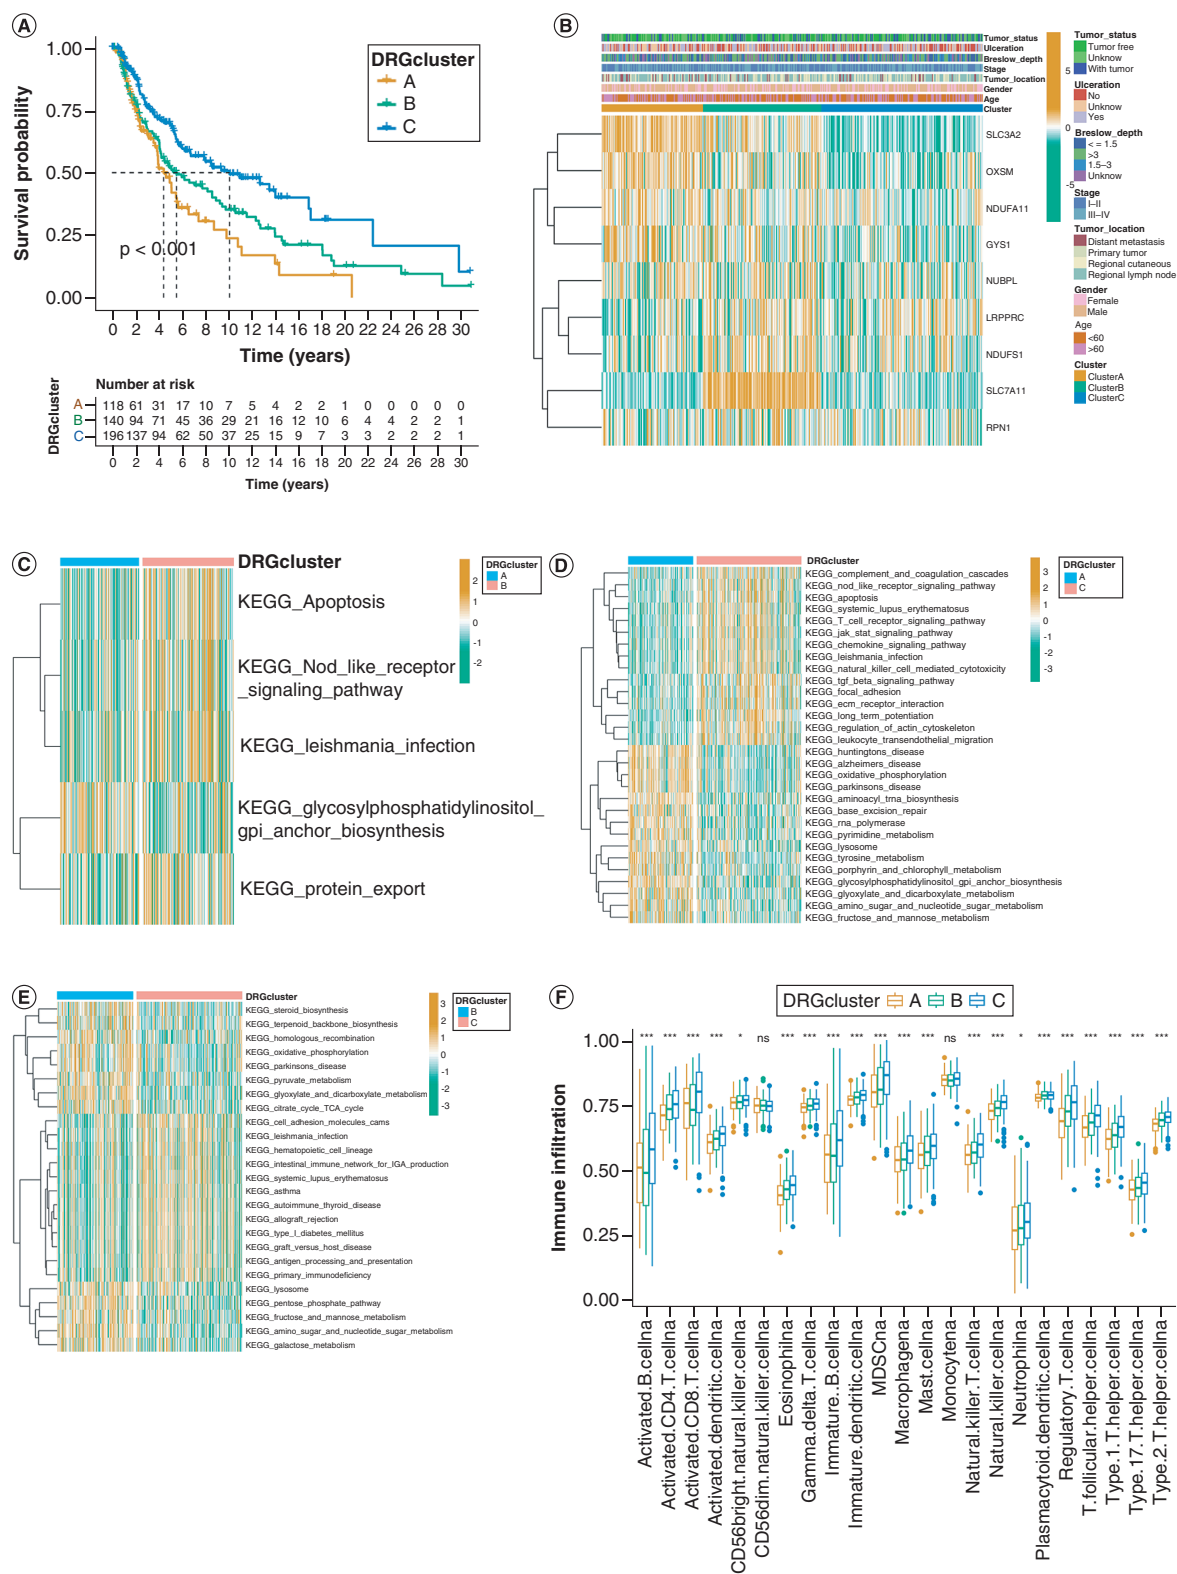 A
DRGcluster
A
B
C
Survival probability
1.00
0.75
0.50
0.25
0.00
p < 0.001
0 2 4 6 8 10 12 14 16 18 20 22 24 26 28 30
Time (years)
Number at risk
DRGcluster
A 118 61 31 17 10 7 5 4 2 2 1 0 0 0 0 0
B 140 94 71 45 36 29 21 16 12 10 6 4 4 2 2 1
C 196 137 94 62 50 37 25 15 9 7 3 3 2 2 2 1
0 2 4 6 8 10 12 14 16 18 20 22 24 26 28 30
Time (years)
B
Tumor_status
Ulceration
Breslow_depth
Stage
Tumor_location
Gender
Age
Cluster
SLC3A2
OXSM
NDUFA11
GYS1
NUBPL
LRPPRC
NDUFS1
SLC7A11
RPN1
5
0
-5
Tumor_status
Tumor free
Unknown
With tumor
Ulceration
No
Unknown
Yes
Breslow_depth
< = 1.5
>3
1.5–3
Unknown
Stage
I–II
III–IV
Tumor_location
Distant metastasis
Primary tumor
Regional cutaneous
Regional lymph node
Gender
Female
Male
Age
<60
>60
Cluster
ClusterA
ClusterB
ClusterC
C
DRGcluster
KEGG_Apoptosis
KEGG_Nod_like_receptor
_signaling_pathway
KEGG_leishmania_infection
KEGG_glycosylphosphatidylinositol_
gpi_anchor_biosynthesis
KEGG_protein_export
2
1
0
-1
-2
DRGcluster
A
B
D
DRGcluster
KEGG_complement_and_coagulation_cascades
KEGG_nod_like_receptor_signaling_pathway
KEGG_apoptosis
KEGG_systemic_lupus_erythematosus
KEGG_T_cell_receptor_signaling_pathway
KEGG_jak_stat_signaling_pathway
KEGG_chemokine_signaling_pathway
KEGG_leishmania_infection
KEGG_natural_killer_cell_mediated_cytotoxicity
KEGG_tgf_beta_signaling_pathway
KEGG_focal_adhesion
KEGG_ecm_receptor_interaction
KEGG_long_term_potentiation
KEGG_regulation_of_actin_cytoskeleton
KEGG_leukocyte_transendothelial_migration
KEGG_huntingtons_disease
KEGG_alzheimers_disease
KEGG_oxidative_phosphorylation
KEGG_parkinsons_disease
KEGG_aminoacyl_trna_biosynthesis
KEGG_base_excision_repair
KEGG_rna_polymerase
KEGG_pyrimidine_metabolism
KEGG_lysosome
KEGG_tyrosine_metabolism
KEGG_porphyrin_and_chlorophyll_metabolism
KEGG_glycosylphosphatidylinositol_gpi_anchor_biosynthesis
KEGG_glyoxylate_and_dicarboxylate_metabolism
KEGG_amino_sugar_and_nucleotide_sugar_metabolism
KEGG_fructose_and_mannose_metabolism
3
2
1
0
-1
-2
-3
DRGcluster
A
C
E
DRGcluster
KEGG_steroid_biosynthesis
KEGG_terpenoid_backbone_biosynthesis
KEGG_homologous_recombination
KEGG_oxidative_phosphorylation
KEGG_parkinsons_disease
KEGG_pyruvate_metabolism
KEGG_glyoxylate_and_dicarboxylate_metabolism
KEGG_citrate_cycle_TCA_cycle
KEGG_cell_adhesion_molecules_cams
KEGG_leishmania_infection
KEGG_hematopoietic_cell_lineage
KEGG_intestinal_immune_network_for_IGA_production
KEGG_systemic_lupus_erythematosus
KEGG_asthma
KEGG_autoimmune_thyroid_disease
KEGG_allograft_rejection
KEGG_type_I_diabetes_mellitus
KEGG_graft_versus_host_disease
KEGG_antigen_processing_and_presentation
KEGG_primary_immunodeficiency
KEGG_lysosome
KEGG_pentose_phosphate_pathway
KEGG_fructose_and_mannose_metabolism
KEGG_amino_sugar_and_nucleotide_sugar_metabolism
KEGG_galactose_metabolism
3
2
1
0
-1
-2
-3
DRGcluster
B
C
F
DRGcluster A B C
Immune infiltration
1.00
0.75
0.50
0.25
0.00
*** *** *** *** * ns *** *** *** *** *** *** *** ns *** *** * *** *** *** *** *** ***
Activated.B.cellna
Activated.CD4.T.cellna
Activated.CD8.T.cellna
Activated.dendritic.cellna
CD56bright.natural.killer.cellna
CD56dim.natural.killer.cellna
Eosinophilna
Gamma.delta.T.cellna
Immature..B.cellna
Immature.dendritic.cellna
MDSCna
Macrophagena
Mast.cellna
Monocytena
Natural.killer.T.cellna
Natural.killer.cellna
Neutrophilna
Plasmacytoid.dendritic.cellna
Regulatory.T.cellna
T.follicular.helper.cellna
Type.1.T.helper.cellna
Type.17.T.helper.cellna
Type.2.T.helper.cellna